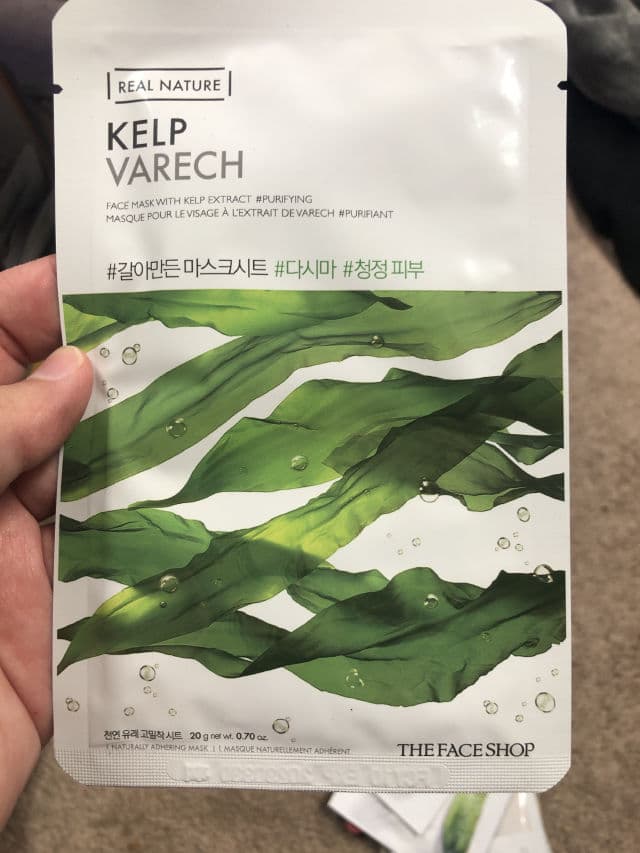 REAL NATURE
KELP
VARECH
FACE MASK WITH KELP EXTRACT #PURIFYING
MASQUE POUR LE VISAGE À L'EXTRAIT DE VARECH #PURIFIANT
#갈아만든 마스크시트 #다시마 #청정 피부
천연 유래 고밀착 시트 20 g net wt. 0.70 oz.
| NATURALLY ADHERING MASK | | MASQUE NATURELLEMENT ADHÉRENT
THE FACE SHOP